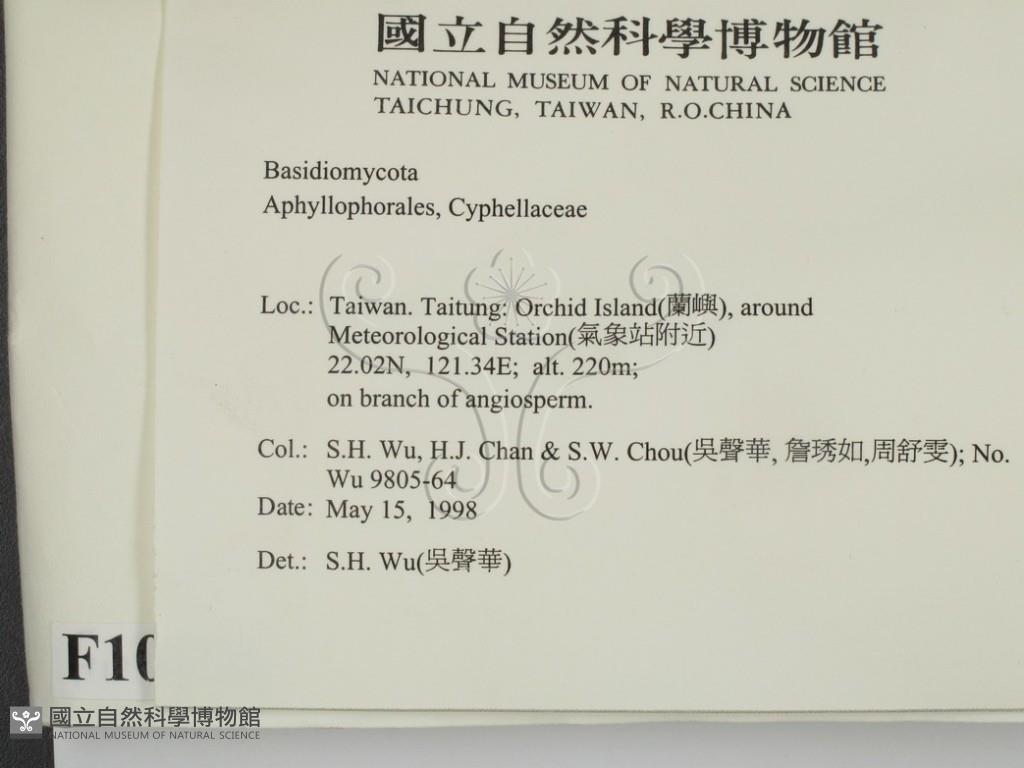 國立自然科學博物館
NATIONAL MUSEUM OF NATURAL SCIENCE
TAICHUNG, TAIWAN, R.O.CHINA
Basidiomycota
Aphyllophorales, Cyphellaceae
Loc.: Taiwan. Taitung: Orchid Island(蘭嶼), around
Meteorological Station(氣象站附近)
22.02N, 121.34E; alt. 220m;
on branch of angiosperm.
Col.: S.H. Wu, H.J. Chan & S.W. Chou(吳聲華, 詹琇如,周舒雯); No.
Wu 9805-64
Date: May 15, 1998
Det.: S.H. Wu(吳聲華)
F10
國立自然科學博物館
NATIONAL MUSEUM OF NATURAL SCIENCE